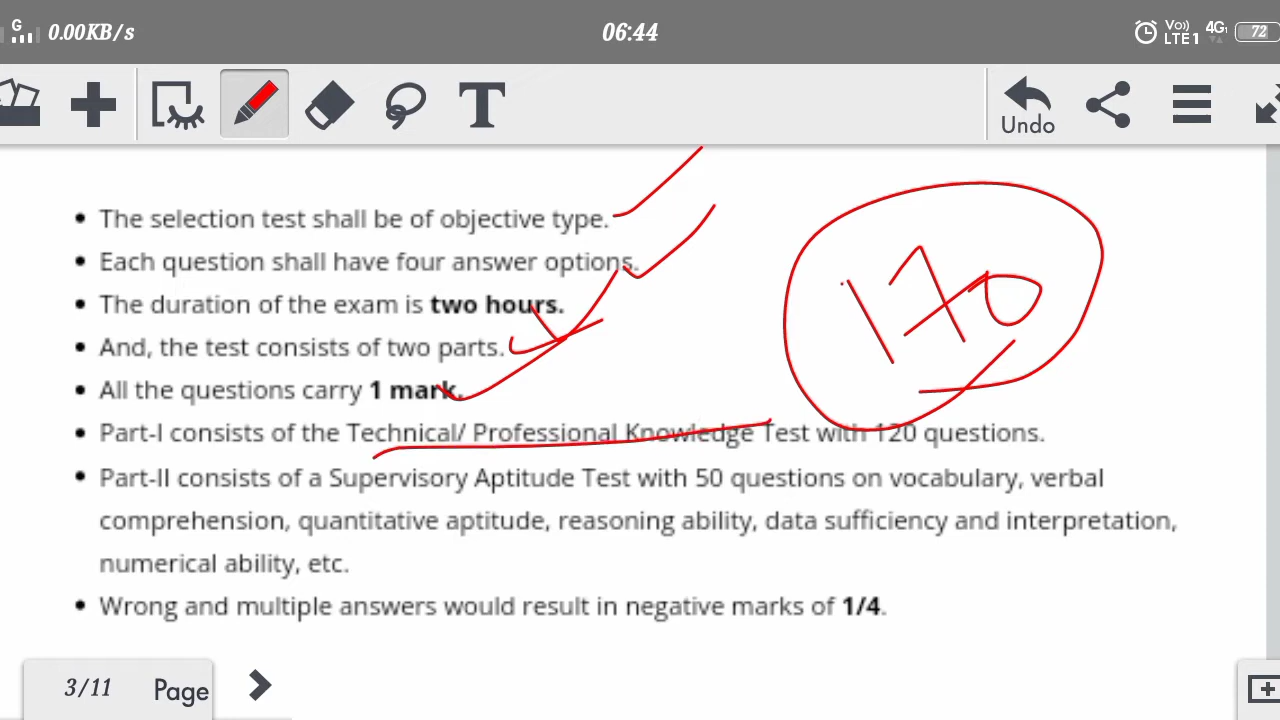 G 0.00KB/s 06:44 Vo)) LTE1 4G 72
T Undo
The selection test shall be of objective type.
Each question shall have four answer options.
The duration of the exam is two hours.
And, the test consists of two parts.
All the questions carry 1 mark.
170
Part-I consists of the Technical/ Professional Knowledge Test with 120 questions.
Part-II consists of a Supervisory Aptitude Test with 50 questions on vocabulary, verbal
comprehension, quantitative aptitude, reasoning ability, data sufficiency and interpretation,
numerical ability, etc.
Wrong and multiple answers would result in negative marks of 1/4.
3/11 Page